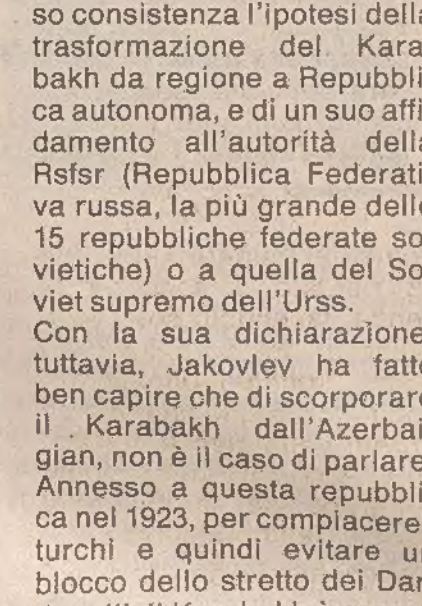 so consistenza l'ipotesi della
trasformazione del Kara
bakh da regione a Repubbli
ca autonoma, e di un suo affi
damento all'autorità della
Rsfsr (Repubblica Federati
va russa, la più grande delle
15 repubbliche federate so
vietiche) o a quella del So
viet supremo dell'Urss.
Con la sua dichiarazione
tuttavia, Jakovlev ha fatto
ben capire che di scorporare
il Karabakh dall'Azerbai
gian, non è il caso di parlare
Annesso a questa repubbli
ca nel 1923, per compiacere
turchi e quindi evitare un
blocco dello stretto dei Dar